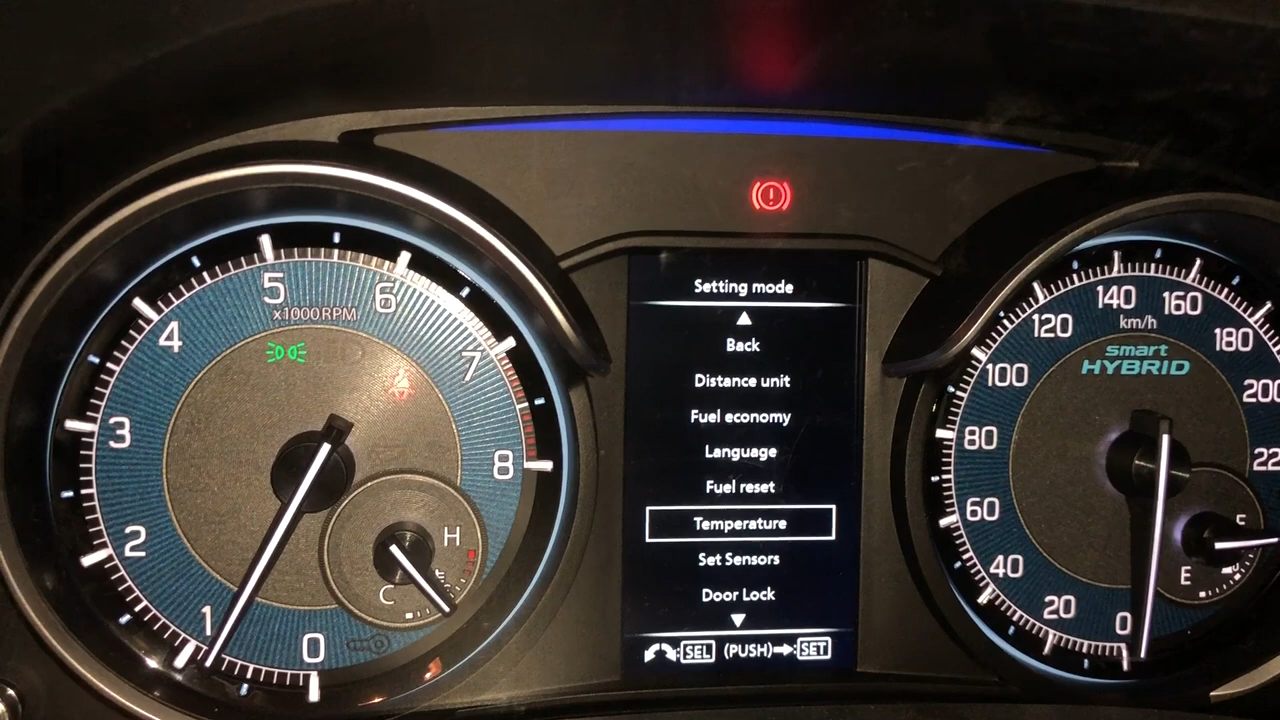 5
6
x1000RPM
4
7
3
8
2
1
0
H
C
Setting mode
Back
Distance unit
Fuel economy
Language
Fuel reset
Temperature
Set Sensors
Door Lock
:SEL (PUSH) :SET
140
160
120
km/h
180
smart
HYBRID
100
200
80
22
60
F
E
40
20
0